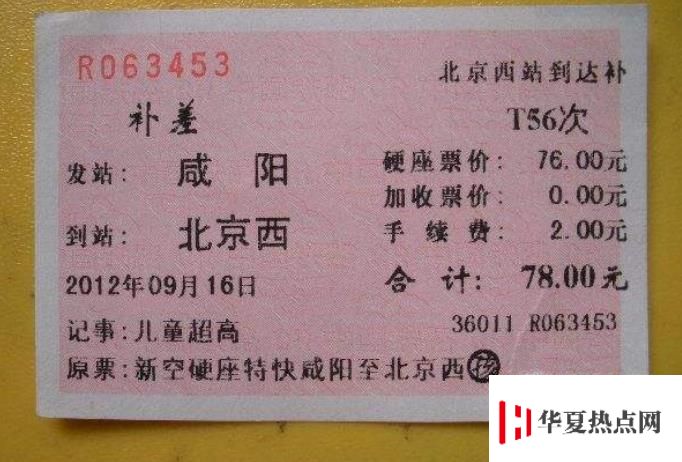 R063453
北京西站到达补
补差
T56次
发站: 咸阳
硬座票价: 76.00元
加收票价: 0.00元
到站: 北京西
手续费: 2.00元
2012年09月16日
合计: 78.00元
记事:儿童超高
36011 R063453
原票:新空硬座特快咸阳至北京西孩
华夏热点网